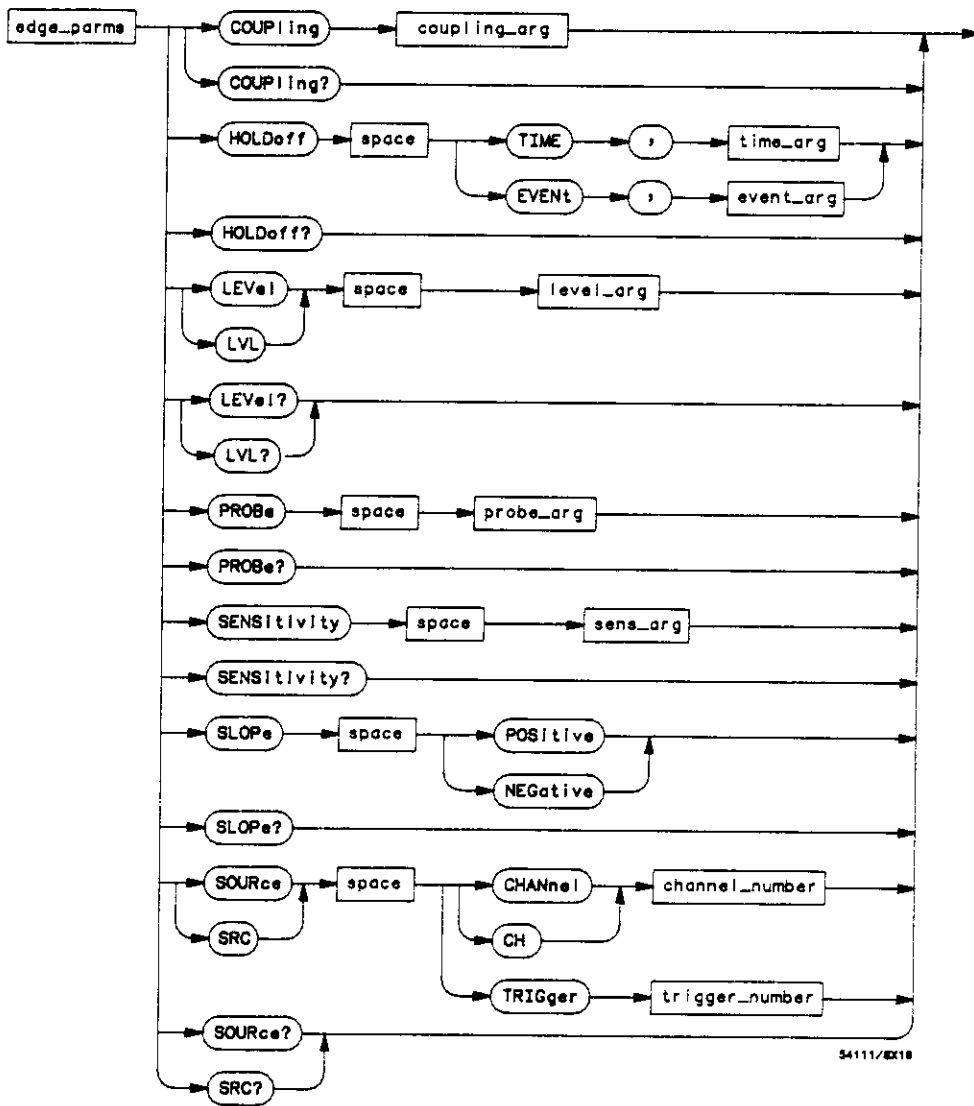 edge_parms COUPling coupling_arg
COUPling?
HOLDoff space TIME , time_arg
EVENt , event_arg
HOLDoff?
LEVel space level_arg
LVL
LEVel?
LVL?
PROBe space probe_arg
PROBe?
SENSitivity space sens_arg
SENSitivity?
SLOPe space POSitive
NEGative
SLOPe?
SOURce space CHANnel channel_number
SRC CH
TRIGger trigger_number
SOURce?
SRC?